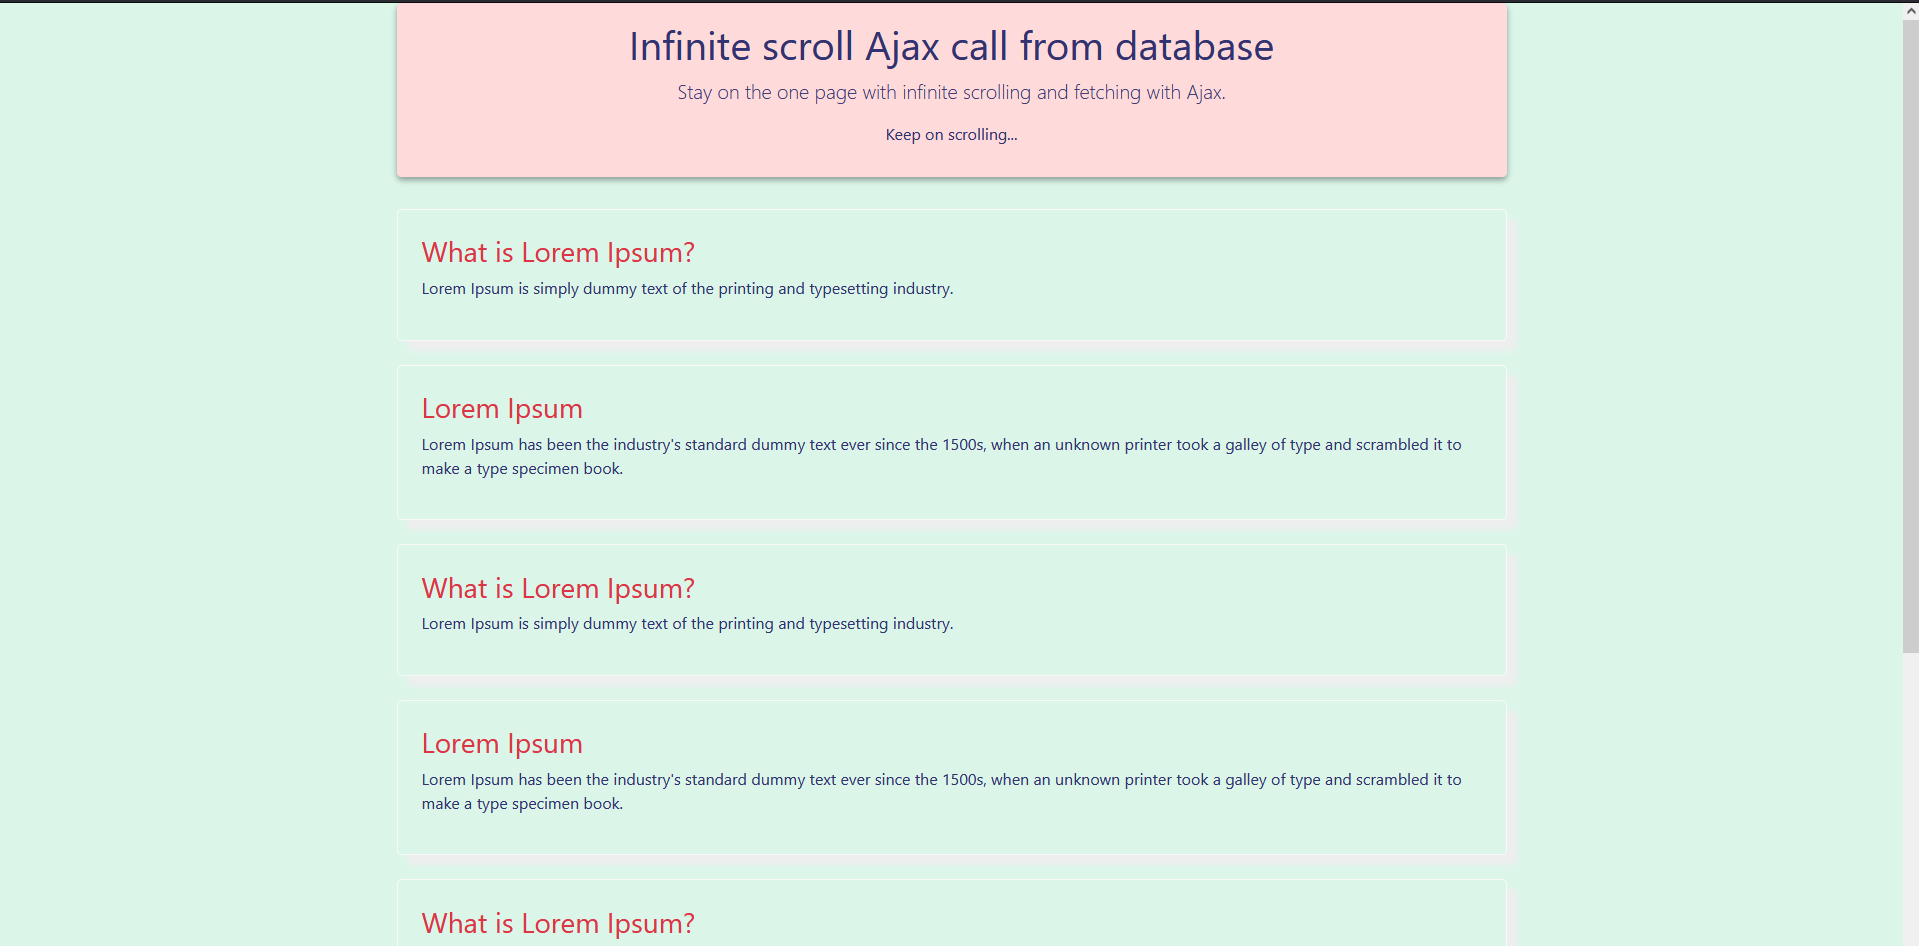 Infinite scroll Ajax call from database
Stay on the one page with infinite scrolling and fetching with Ajax.
Keep on scrolling...
What is Lorem Ipsum?
Lorem Ipsum is simply dummy text of the printing and typesetting industry.
Lorem Ipsum
Lorem Ipsum has been the industry's standard dummy text ever since the 1500s, when an unknown printer took a galley of type and scrambled it to
make a type specimen book.
What is Lorem Ipsum?
Lorem Ipsum is simply dummy text of the printing and typesetting industry.
Lorem Ipsum
Lorem Ipsum has been the industry's standard dummy text ever since the 1500s, when an unknown printer took a galley of type and scrambled it to
make a type specimen book.
What is Lorem Ipsum?